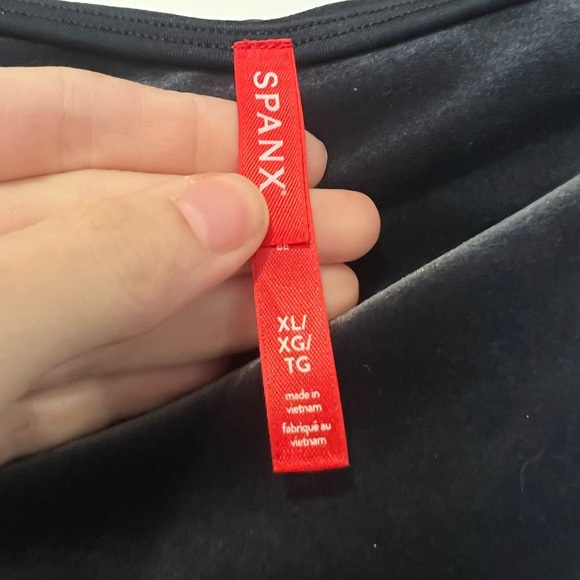 SPANX®
XL/
XG/
TG
made in
vietnam
fabriqué au
vietnam